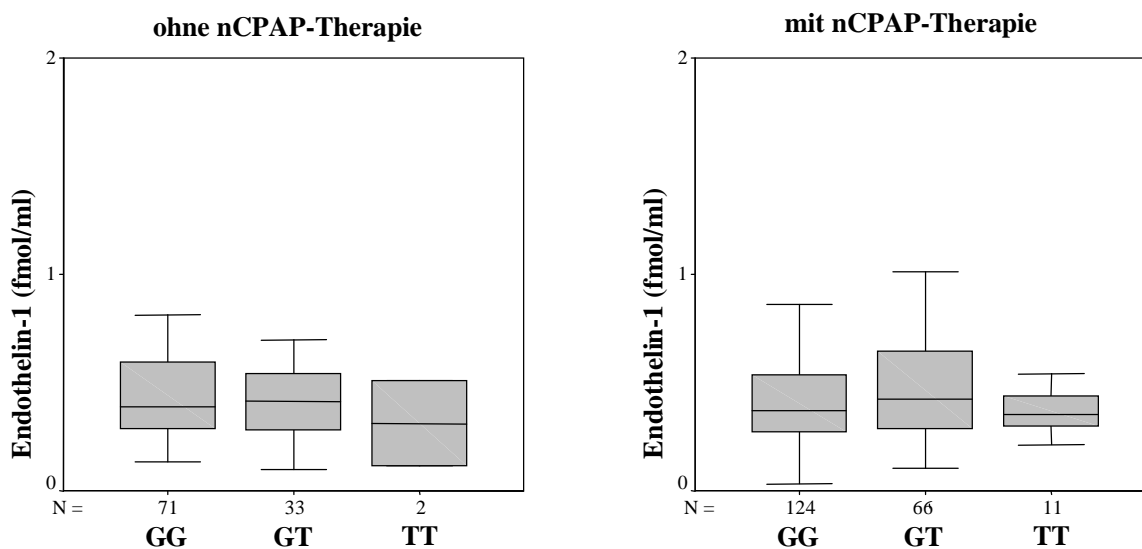 ohne nCPAP-Therapie
2
1
0
Endothelin-1 (fmol/ml)
N = 71 33 2
GG GT TT
mit nCPAP-Therapie
2
1
0
Endothelin-1 (fmol/ml)
N = 124 66 11
GG GT TT